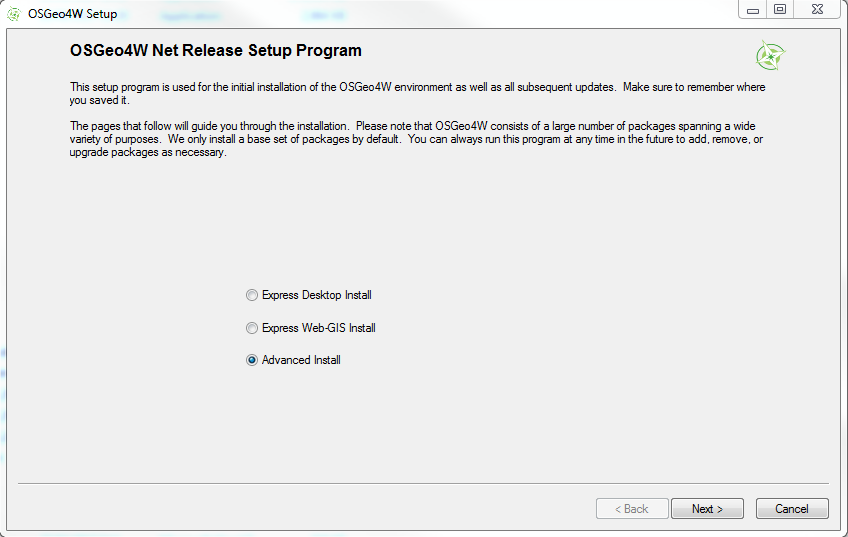 OSGeo4W Setup
OSGeo4W Net Release Setup Program
This setup program is used for the initial installation of the OSGeo4W environment as well as all subsequent updates.  Make sure to remember where
you saved it.
The pages that follow will guide you through the installation.  Please note that OSGeo4W consists of a large number of packages spanning a wide
variety of purposes.  We only install a base set of packages by default.  You can always run this program at any time in the future to add, remove, or
upgrade packages as necessary.
Express Desktop Install
Express Web-GIS Install
Advanced Install
< Back Next > Cancel